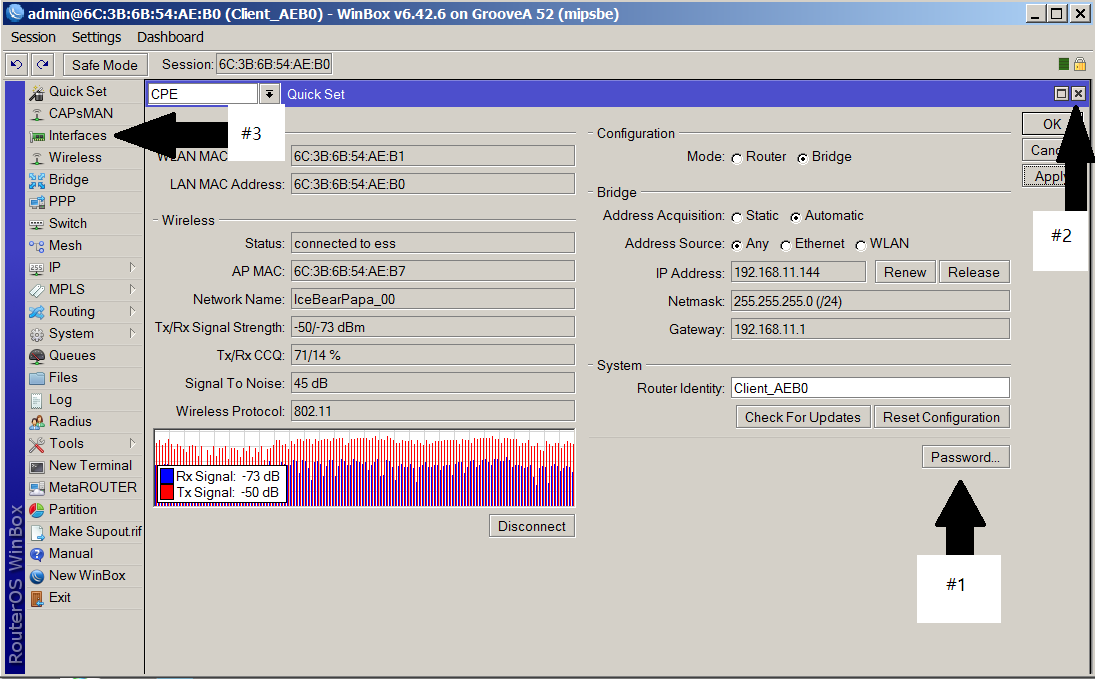 admin@6C:3B:6B:54:AE:B0 (Client_AEB0) - WinBox v6.42.6 on GrooveA 52 (mipsbe)
Session Settings Dashboard
Safe Mode Session: 6C:3B:6B:54:AE:B0
RouterOS WinBox
Quick Set
CAPsMAN
Interfaces
Wireless
Bridge
PPP
Switch
Mesh
IP
MPLS
Routing
System
Queues
Files
Log
Radius
Tools
New Terminal
MetaROUTER
Partition
Make Supout.rif
Manual
New WinBox
Exit
CPE Quick Set
#3
WLAN MAC 6C:3B:6B:54:AE:B1
LAN MAC Address: 6C:3B:6B:54:AE:B0
Wireless
Status: connected to ess
AP MAC: 6C:3B:6B:54:AE:B7
Network Name: IceBearPapa_00
Tx/Rx Signal Strength: -50/-73 dBm
Tx/Rx CCQ: 71/14 %
Signal To Noise: 45 dB
Wireless Protocol: 802.11
Rx Signal: -73 dB
Tx Signal: -50 dB
Disconnect
Configuration
Mode: Router Bridge
Bridge
Address Acquisition: Static Automatic
Address Source: Any Ethernet WLAN
IP Address: 192.168.11.144 Renew Release
Netmask: 255.255.255.0 (/24)
Gateway: 192.168.11.1
System
Router Identity: Client_AEB0
Check For Updates Reset Configuration
Password...
#1
OK
Canc
Apply
#2